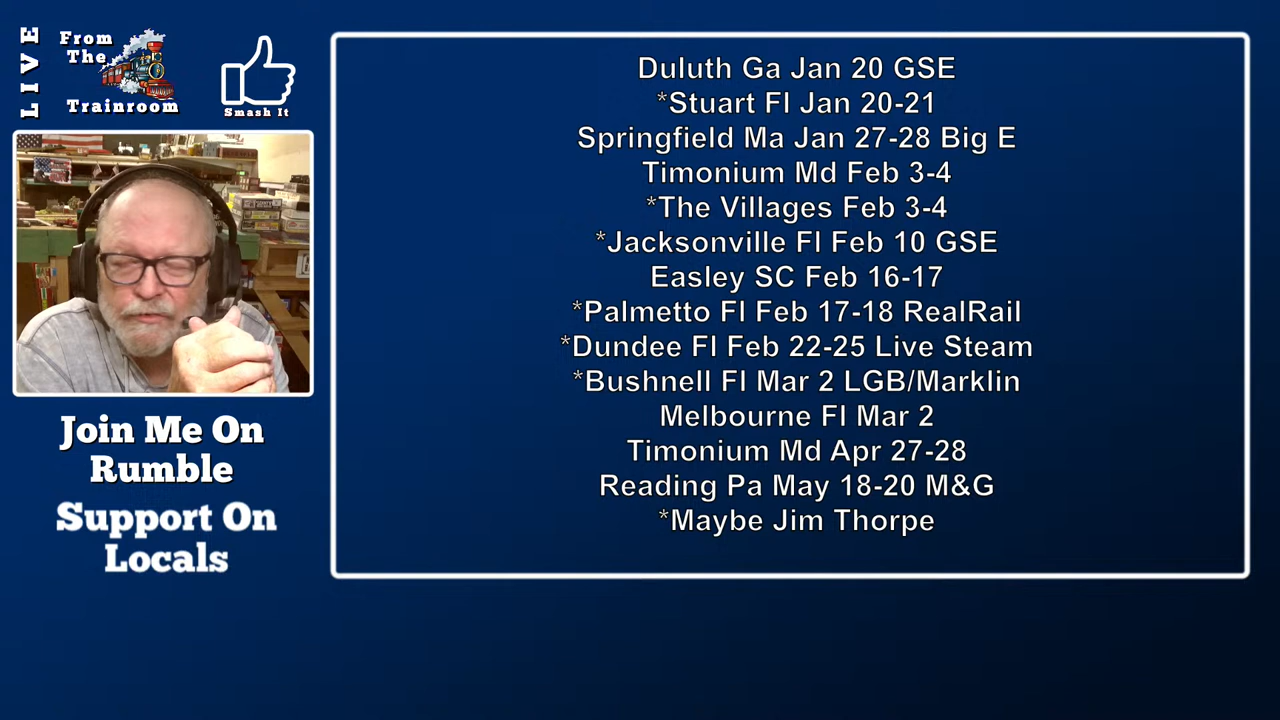 LIVE
From
The
Trainroom
Smash It
Join Me On
Rumble
Support On
Locals
Duluth Ga Jan 20 GSE
*Stuart Fl Jan 20-21
Springfield Ma Jan 27-28 Big E
Timonium Md Feb 3-4
*The Villages Feb 3-4
*Jacksonville Fl Feb 10 GSE
Easley SC Feb 16-17
*Palmetto Fl Feb 17-18 RealRail
*Dundee Fl Feb 22-25 Live Steam
*Bushnell Fl Mar 2 LGB/Marklin
Melbourne Fl Mar 2
Timonium Md Apr 27-28
Reading Pa May 18-20 M&G
*Maybe Jim Thorpe